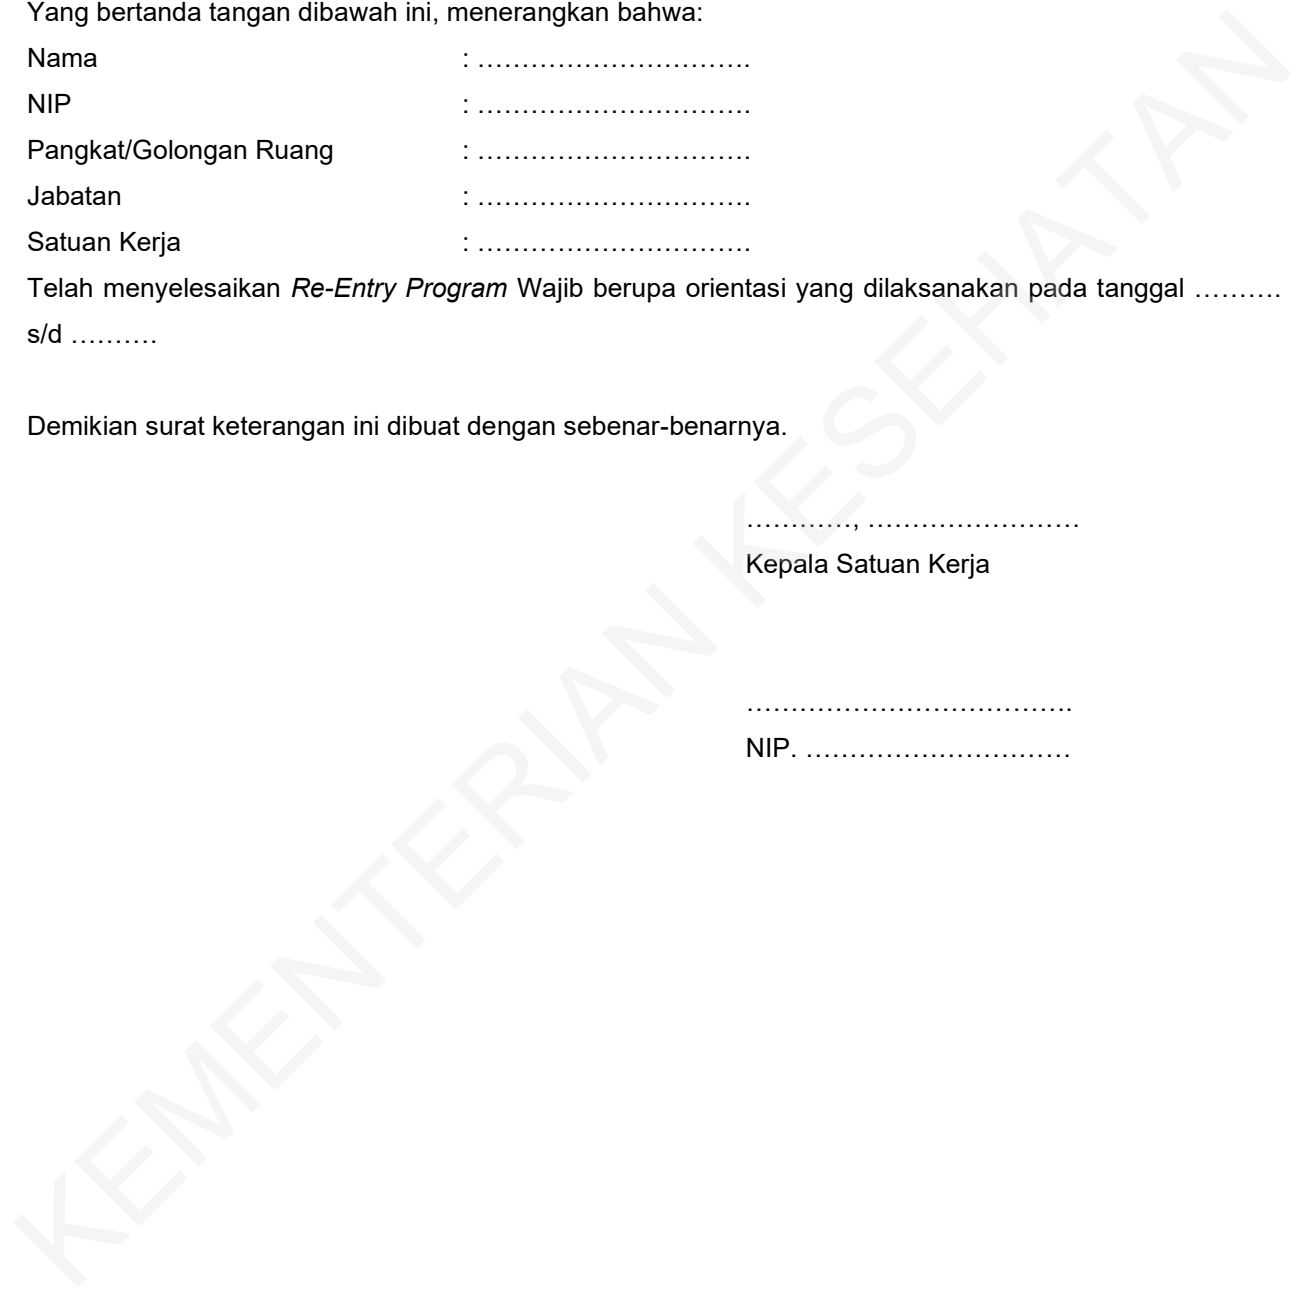 Yang bertanda tangan dibawah ini, menerangkan bahwa:
Nama : ………………………….
NIP : ………………………….
Pangkat/Golongan Ruang : ………………………….
Jabatan : ………………………….
Satuan Kerja : ………………………….
Telah menyelesaikan Re-Entry Program Wajib berupa orientasi yang dilaksanakan pada tanggal ……….
s/d ……….
Demikian surat keterangan ini dibuat dengan sebenar-benarnya.
…………, ……………………
Kepala Satuan Kerja
……………………………….
NIP. …………………………
KEMENTERIAN KESEHATAN